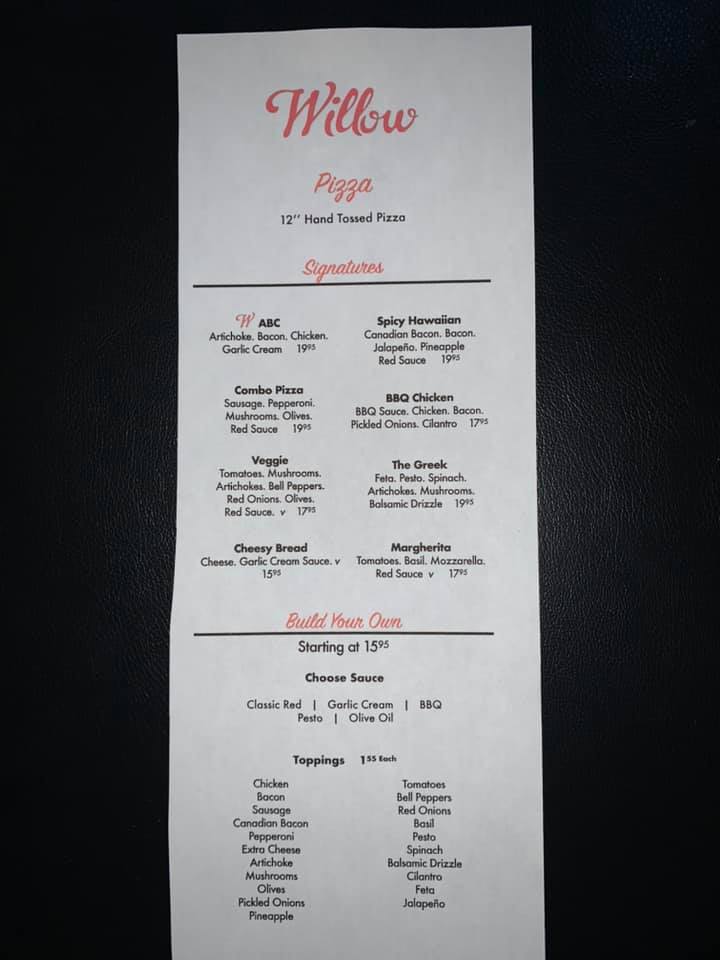 Willow
Pizza
12'' Hand Tossed Pizza
Signatures
W ABC
Artichoke. Bacon. Chicken.
Garlic Cream 19⁹⁵
Spicy Hawaiian
Canadian Bacon. Bacon.
Jalapeño. Pineapple
Red Sauce 19⁹⁵
Combo Pizza
Sausage. Pepperoni.
Mushrooms. Olives.
Red Sauce 19⁹⁵
BBQ Chicken
BBQ Sauce. Chicken. Bacon.
Pickled Onions. Cilantro 17⁹⁵
Veggie
Tomatoes. Mushrooms.
Artichokes. Bell Peppers.
Red Onions. Olives.
Red Sauce. v 17⁹⁵
The Greek
Feta. Pesto. Spinach.
Artichokes. Mushrooms.
Balsamic Drizzle 19⁹⁵
Cheesy Bread
Cheese. Garlic Cream Sauce. v
15⁹⁵
Margherita
Tomatoes. Basil. Mozzarella.
Red Sauce v 17⁹⁵
Build Your Own
Starting at 15⁹⁵
Choose Sauce
Classic Red | Garlic Cream | BBQ
Pesto | Olive Oil
Toppings 1⁵⁵ Each
Chicken
Bacon
Sausage
Canadian Bacon
Pepperoni
Extra Cheese
Artichoke
Mushrooms
Olives
Pickled Onions
Pineapple
Tomatoes
Bell Peppers
Red Onions
Basil
Pesto
Spinach
Balsamic Drizzle
Cilantro
Feta
Jalapeño